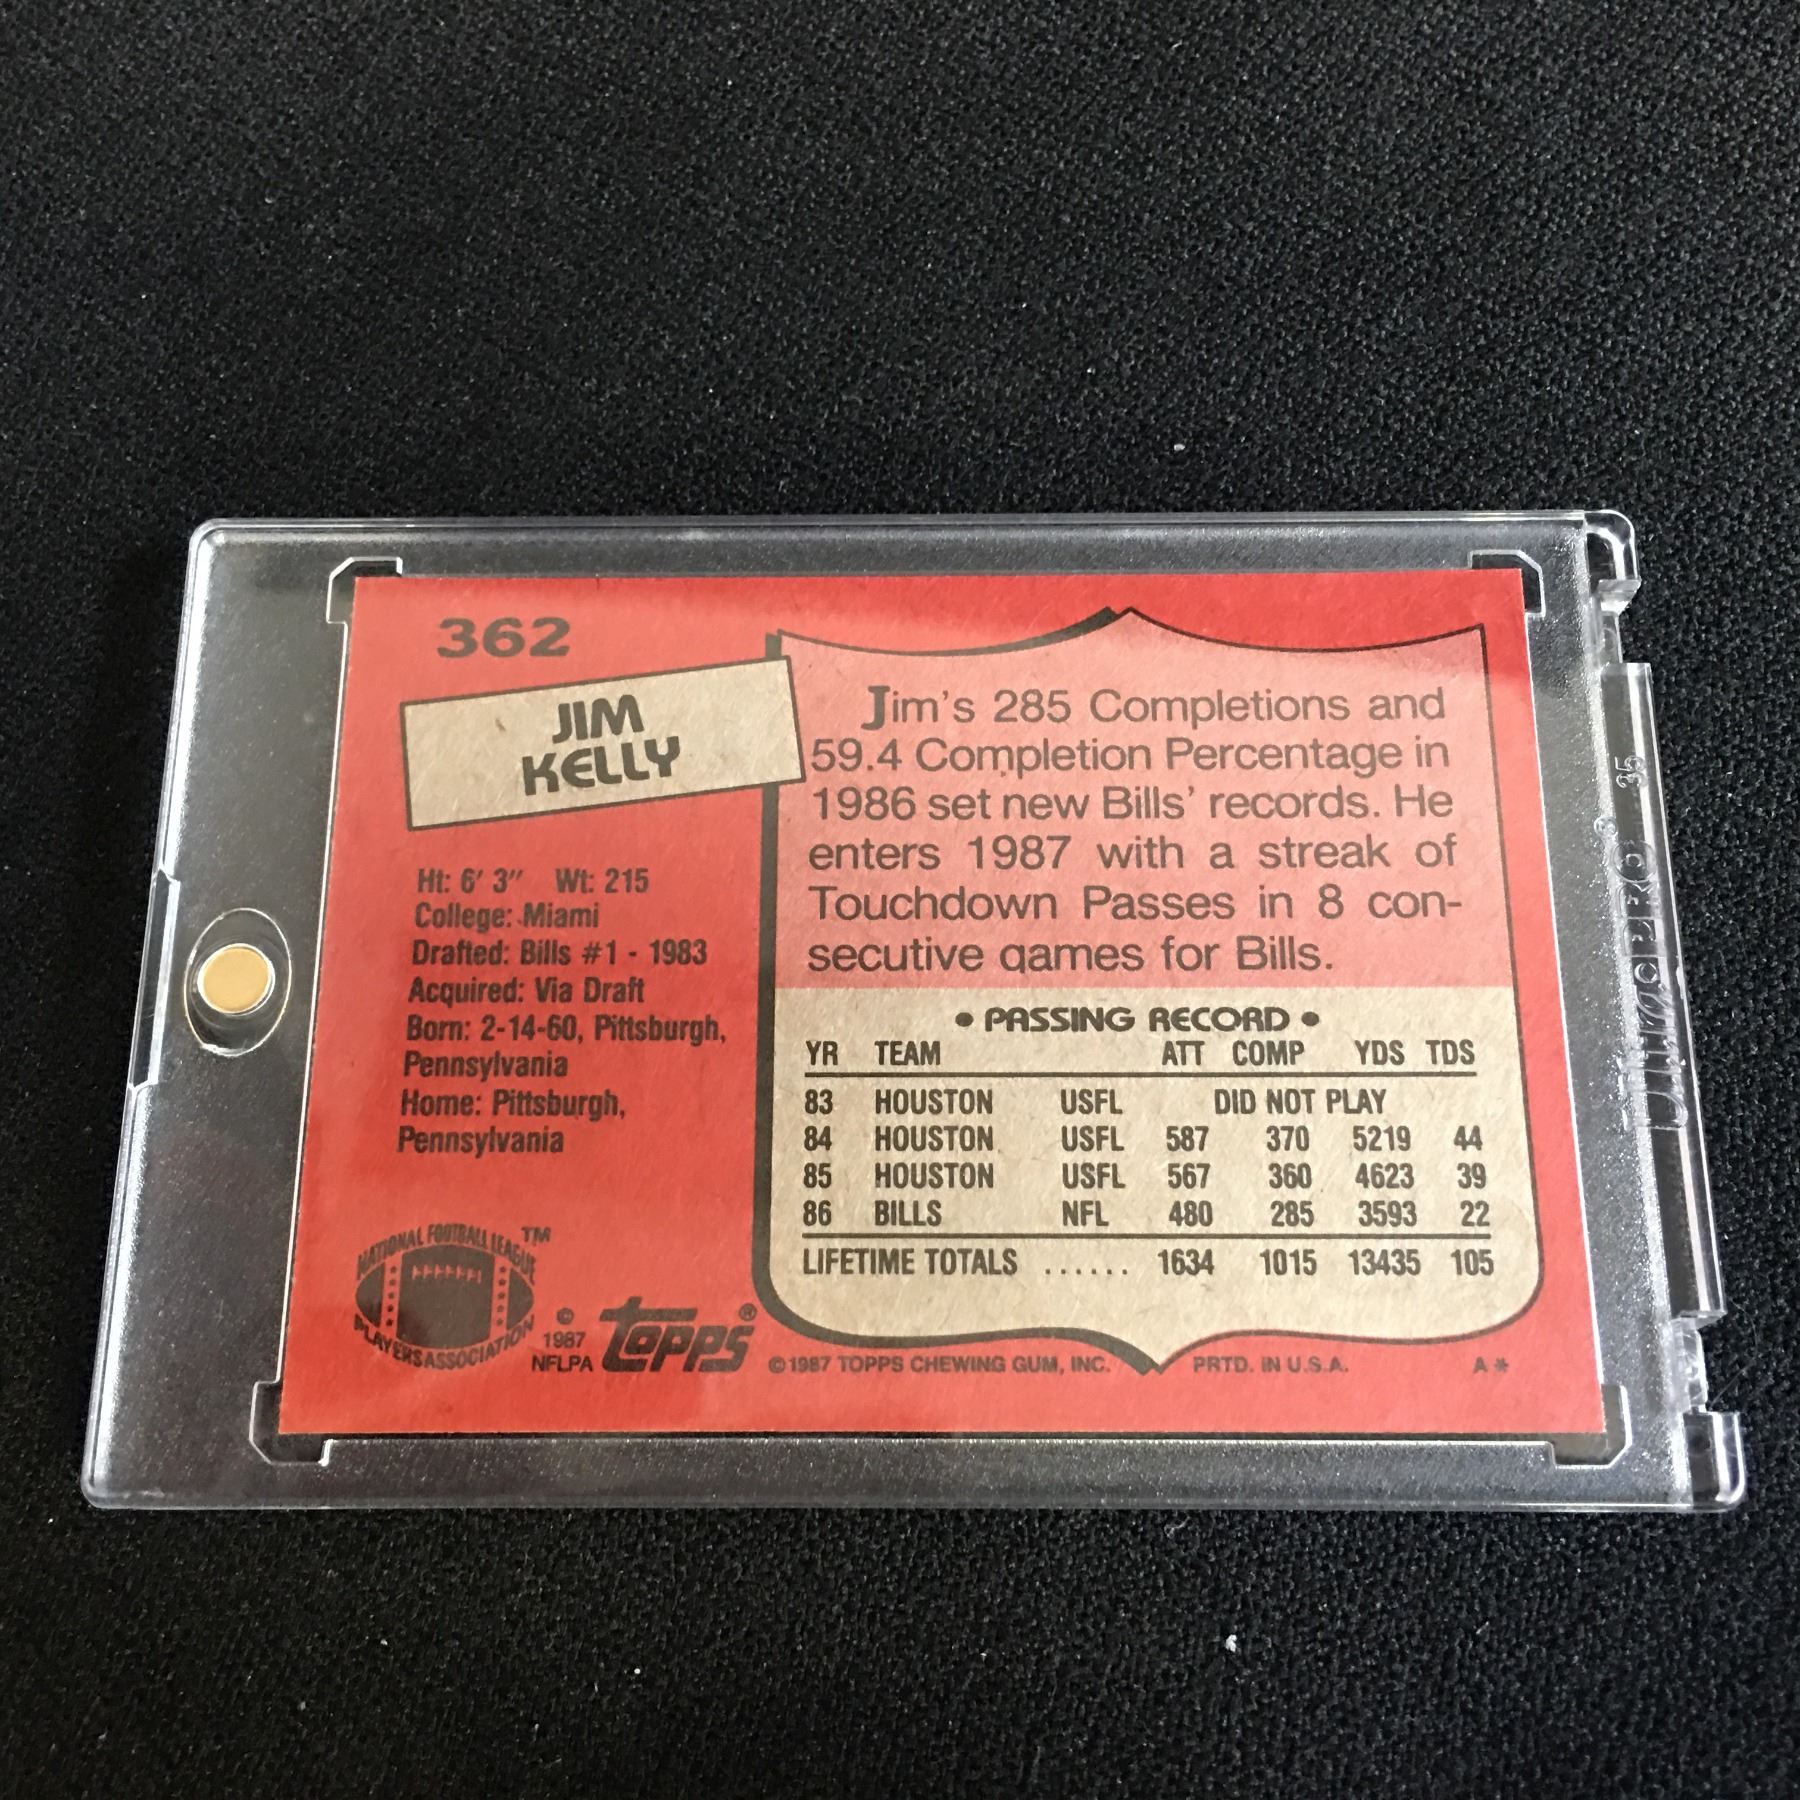 362
JIM
KELLY
Ht: 6' 3" Wt: 215
College: Miami
Drafted: Bills #1 - 1983
Acquired: Via Draft
Born: 2-14-60, Pittsburgh,
Pennsylvania
Home: Pittsburgh,
Pennsylvania
NATIONAL FOOTBALL LEAGUE ™
PLAYERS ASSOCIATION
©
1987
NFLPA
topps®
Jim's 285 Completions and
59.4 Completion Percentage in
1986 set new Bills' records. He
enters 1987 with a streak of
Touchdown Passes in 8 con-
secutive games for Bills.
• PASSING RECORD •
YR TEAM ATT COMP YDS TDS
83 HOUSTON USFL DID NOT PLAY
84 HOUSTON USFL 587 370 5219 44
85 HOUSTON USFL 567 360 4623 39
86 BILLS NFL 480 285 3593 22
LIFETIME TOTALS ...... 1634 1015 13435 105
©1987 TOPPS CHEWING GUM, INC. PRTD. IN U.S.A. A*
Ultra PRO® 35